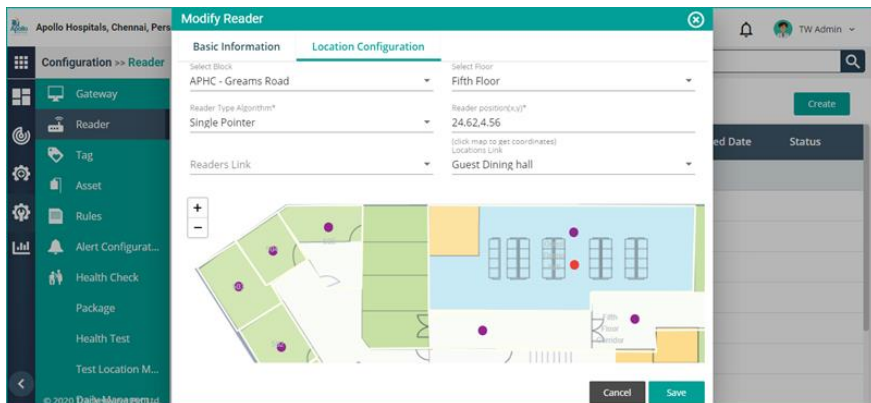 Apollo Hospitals, Chennai, Pers
Modify Reader
TW Admin
Configuration >> Reader
Basic Information
Location Configuration
Create
Gateway
Reader
Tag
Asset
Rules
Alert Configurat...
Health Check
Package
Health Test
Test Location M...
Select Block
APHC - Greams Road
Select Floor
Fifth Floor
Reader Type Algorithm*
Single Pointer
Reader position(x,y)*
24.62,4.56
(click map to get coordinates)
Readers Link
Locations Link
Guest Dining hall
ed Date
Status
+
−
Fifth
Floor
Corridor
Cancel
Save
© 2020